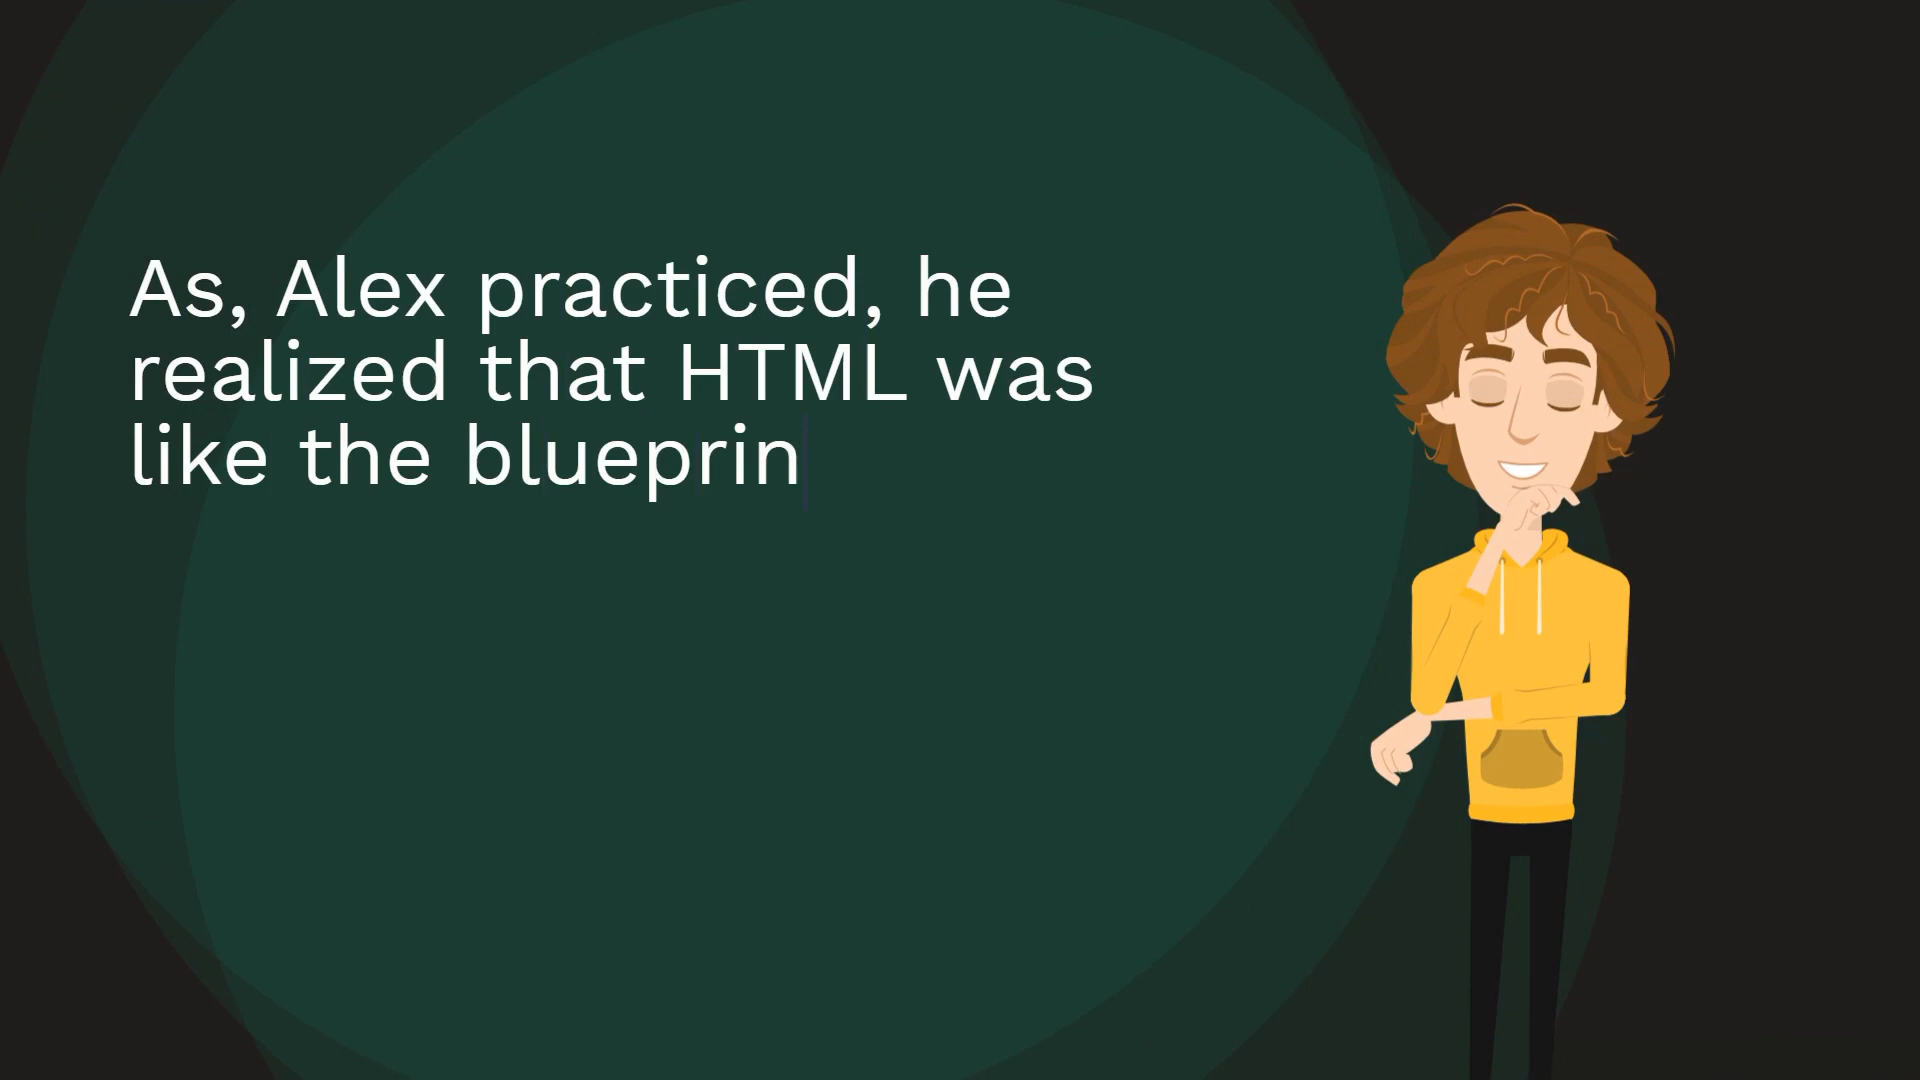 As, Alex practiced, he
realized that HTML was
like the blueprin